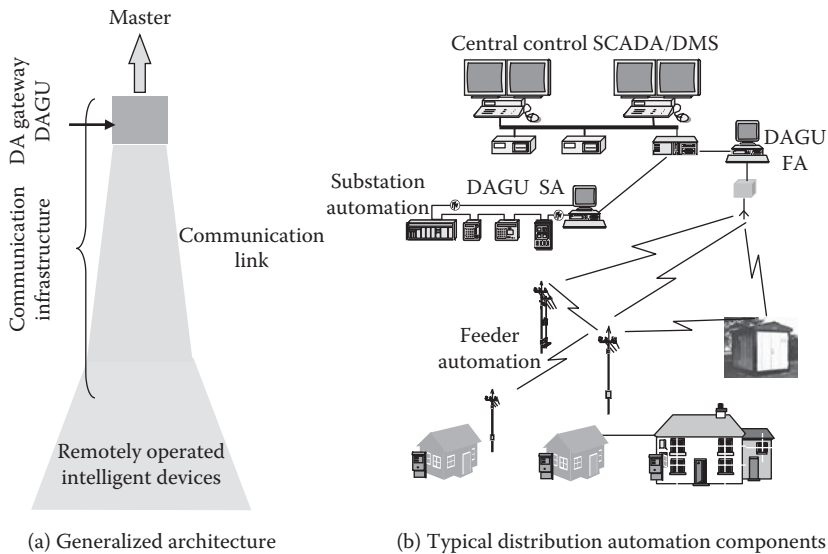 Master
DA gateway
DAGU
Communication
infrastructure
Communication
link
Remotely operated
intelligent devices
(a) Generalized architecture
Central control SCADA/DMS
DAGU
FA
Substation
automation
DAGU SA
Feeder
automation
(b) Typical distribution automation components